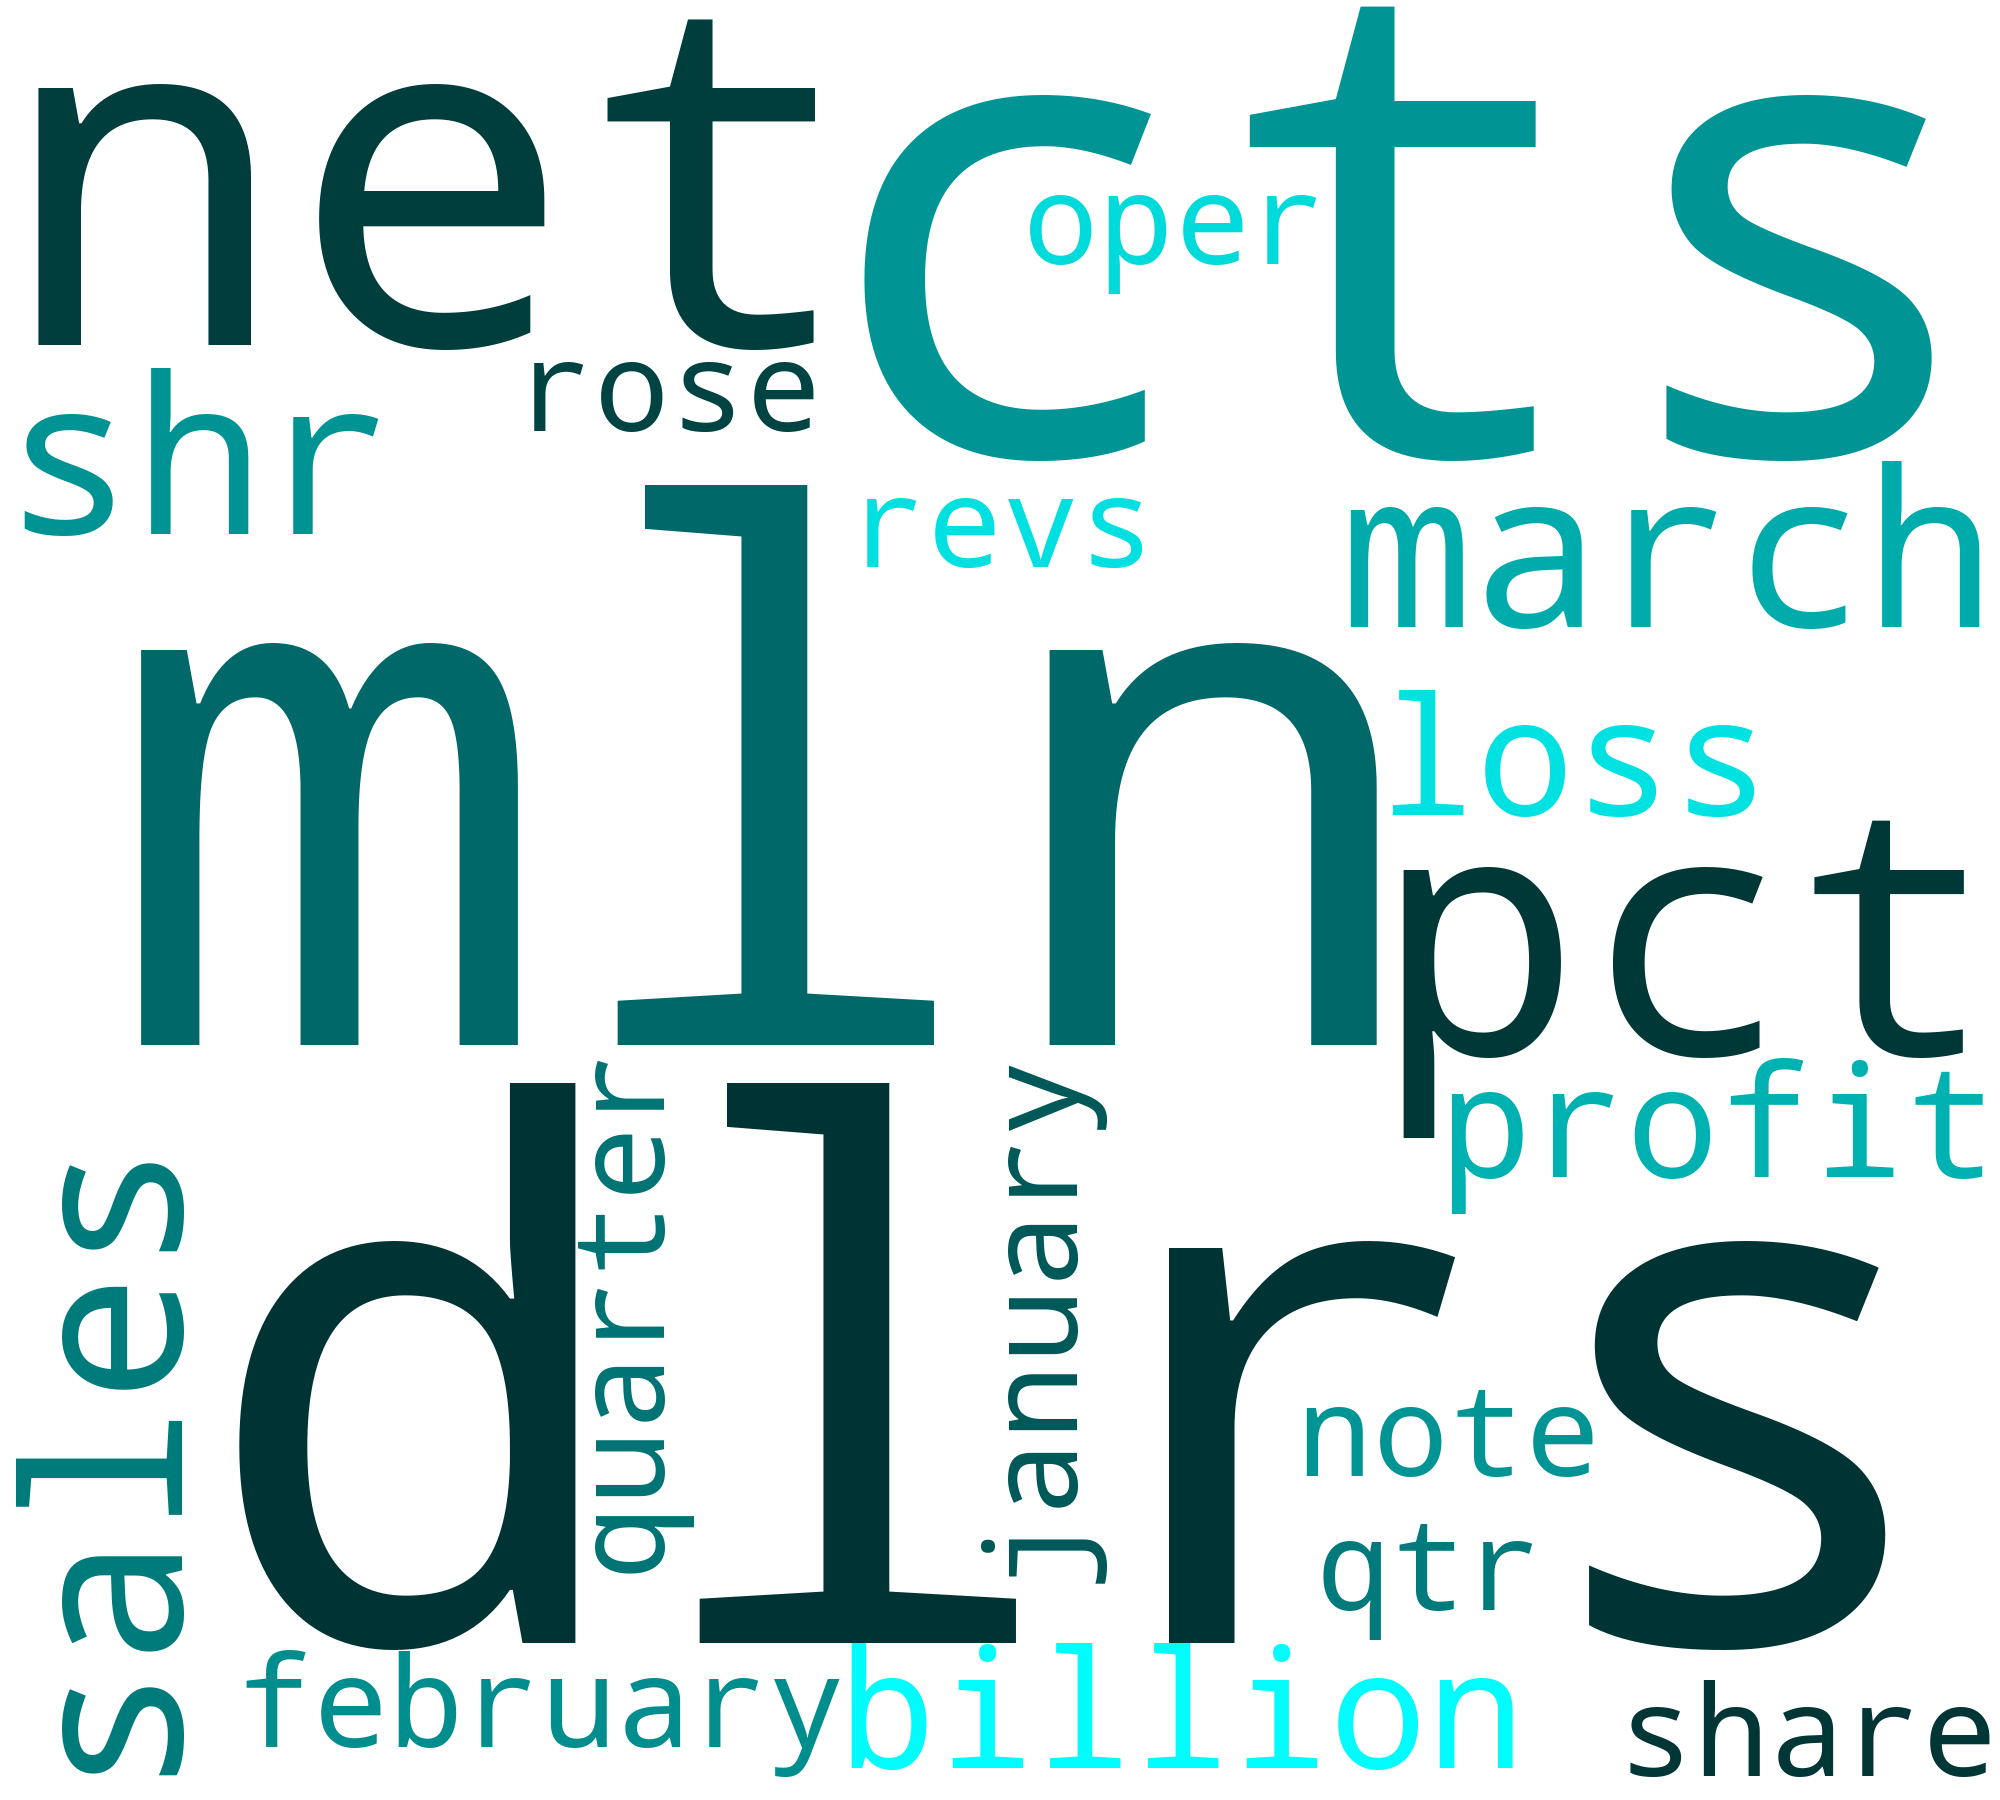 net
cts
oper
rose
shr
revs
march
mln
loss
pct
profit
quarter
january
sales
dlrs
note
qtr
february
billion
share